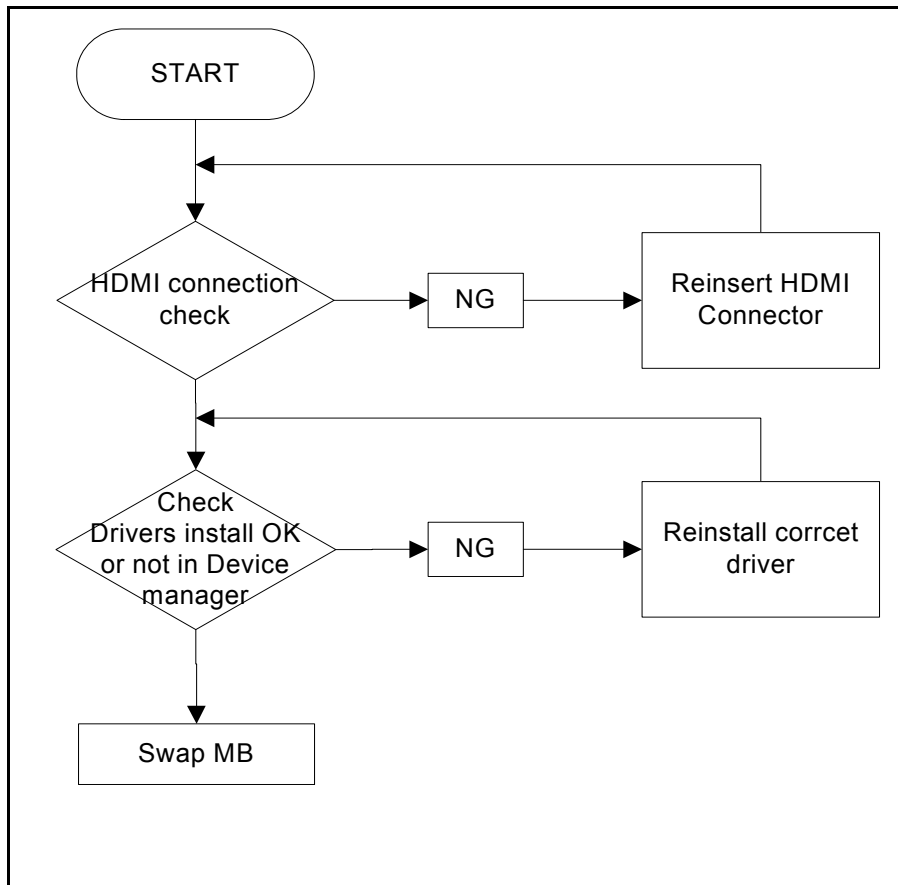 START
HDMI connection
check
NG
Reinsert HDMI
Connector
Check
Drivers install OK
or not in Device
manager
NG
Reinstall corrcet
driver
Swap MB